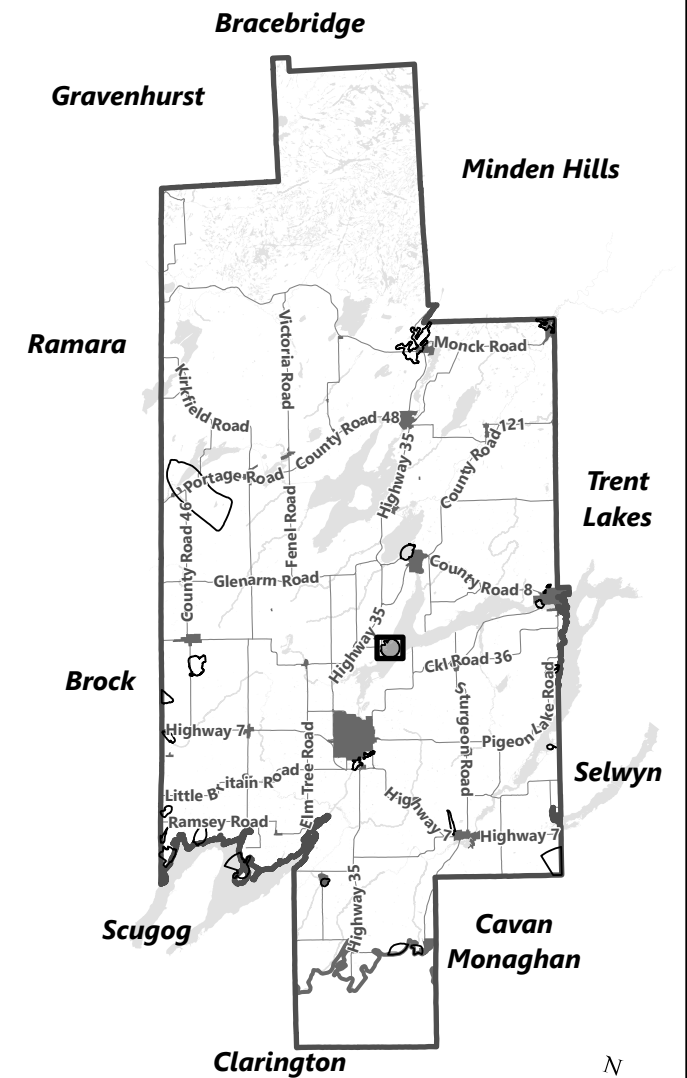 Bracebridge
Gravenhurst
Minden Hills
Ramara
Victoria Road
Monck Road
Kirkfield Road
County Road 48
121
Highway 35
County Road
Portage Road
Trent
Lakes
County Road 46
Fenel Road
Glenarm Road
County Road 8
Highway 35
Ckl Road 36
Brock
Sturgeon Road
Pigeon Lake Road
Highway 7
Elm Tree Road
Selwyn
Little Britain Road
Ramsey Road
Highway 7
Highway 7
Highway 35
Scugog
Cavan
Monaghan
Clarington
N